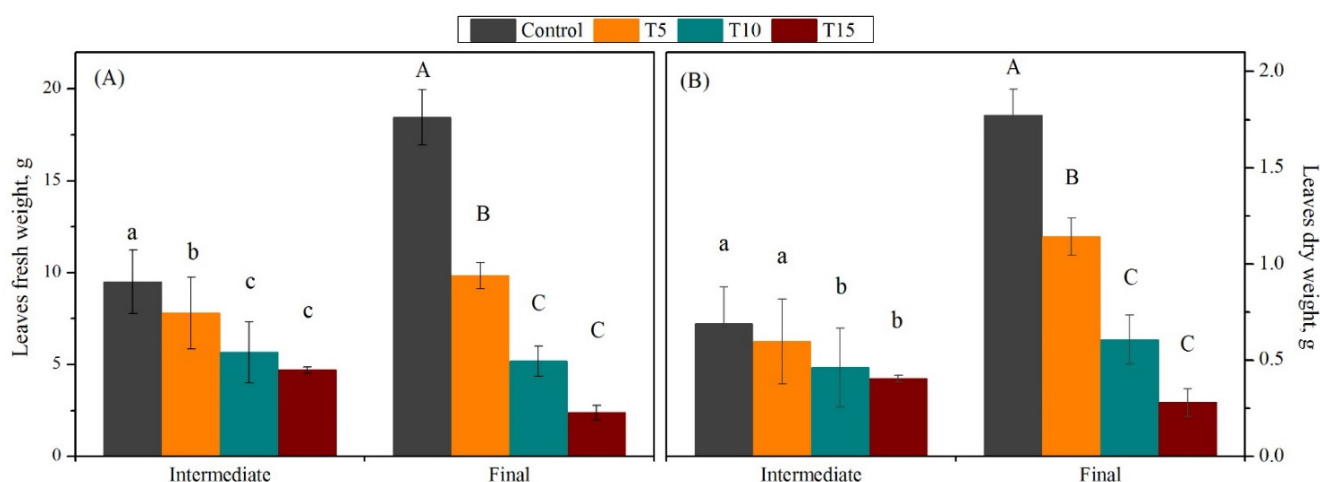 Control T5 T10 T15
(A)
Leaves fresh weight, g
20
15
10
5
0
a
b
c
c
A
B
C
C
Intermediate
Final
(B)
a
a
b
b
A
B
C
C
Intermediate
Final
2.0
1.5
1.0
0.5
0.0
Leaves dry weight, g